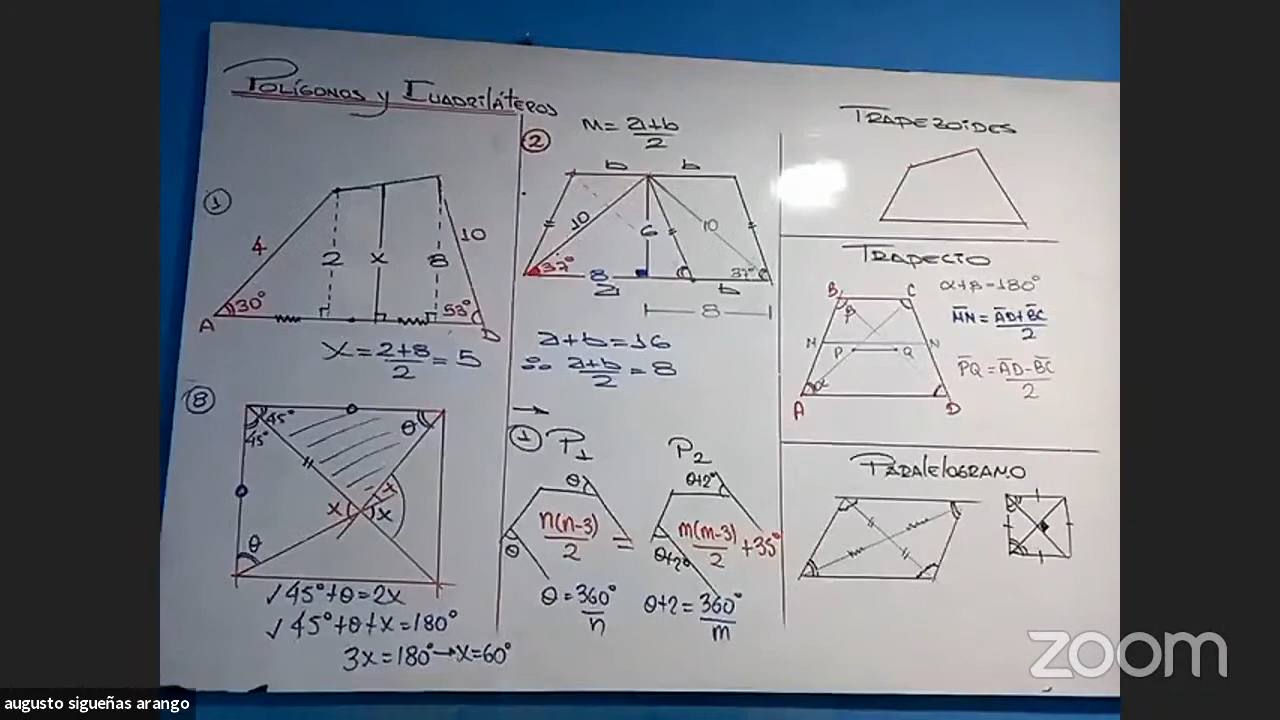 POLÍGONOS y CUADRILÁTEROS
1
4
2
x
8
10
30°
53°
A
D
x = 2+8/2 = 5
2
M = a+b/2
b b
10
6
10
37°
8
37°
a
b
8
a+b=16
∴ a+b/2 = 8
8
45°
45°
θ
θ
x
x
x
√ 45°+θ=2x
√ 45°+θ+x=180°
3x=180°→x=60°
→
1
P1
P2
θ
θ+2°
n(n-3)/2 = m(m-3)/2 +35°
θ
θ+2°
θ = 360°/n
θ+2 = 360°/m
TRAPEZOIDES
TRAPECIO
B
C
β
N
N
P
Q
α
A
D
α+β=180°
MN = AD+BC/2
PQ = AD-BC/2
PARALELOGRAMO
zoom
augusto sigueñas arango